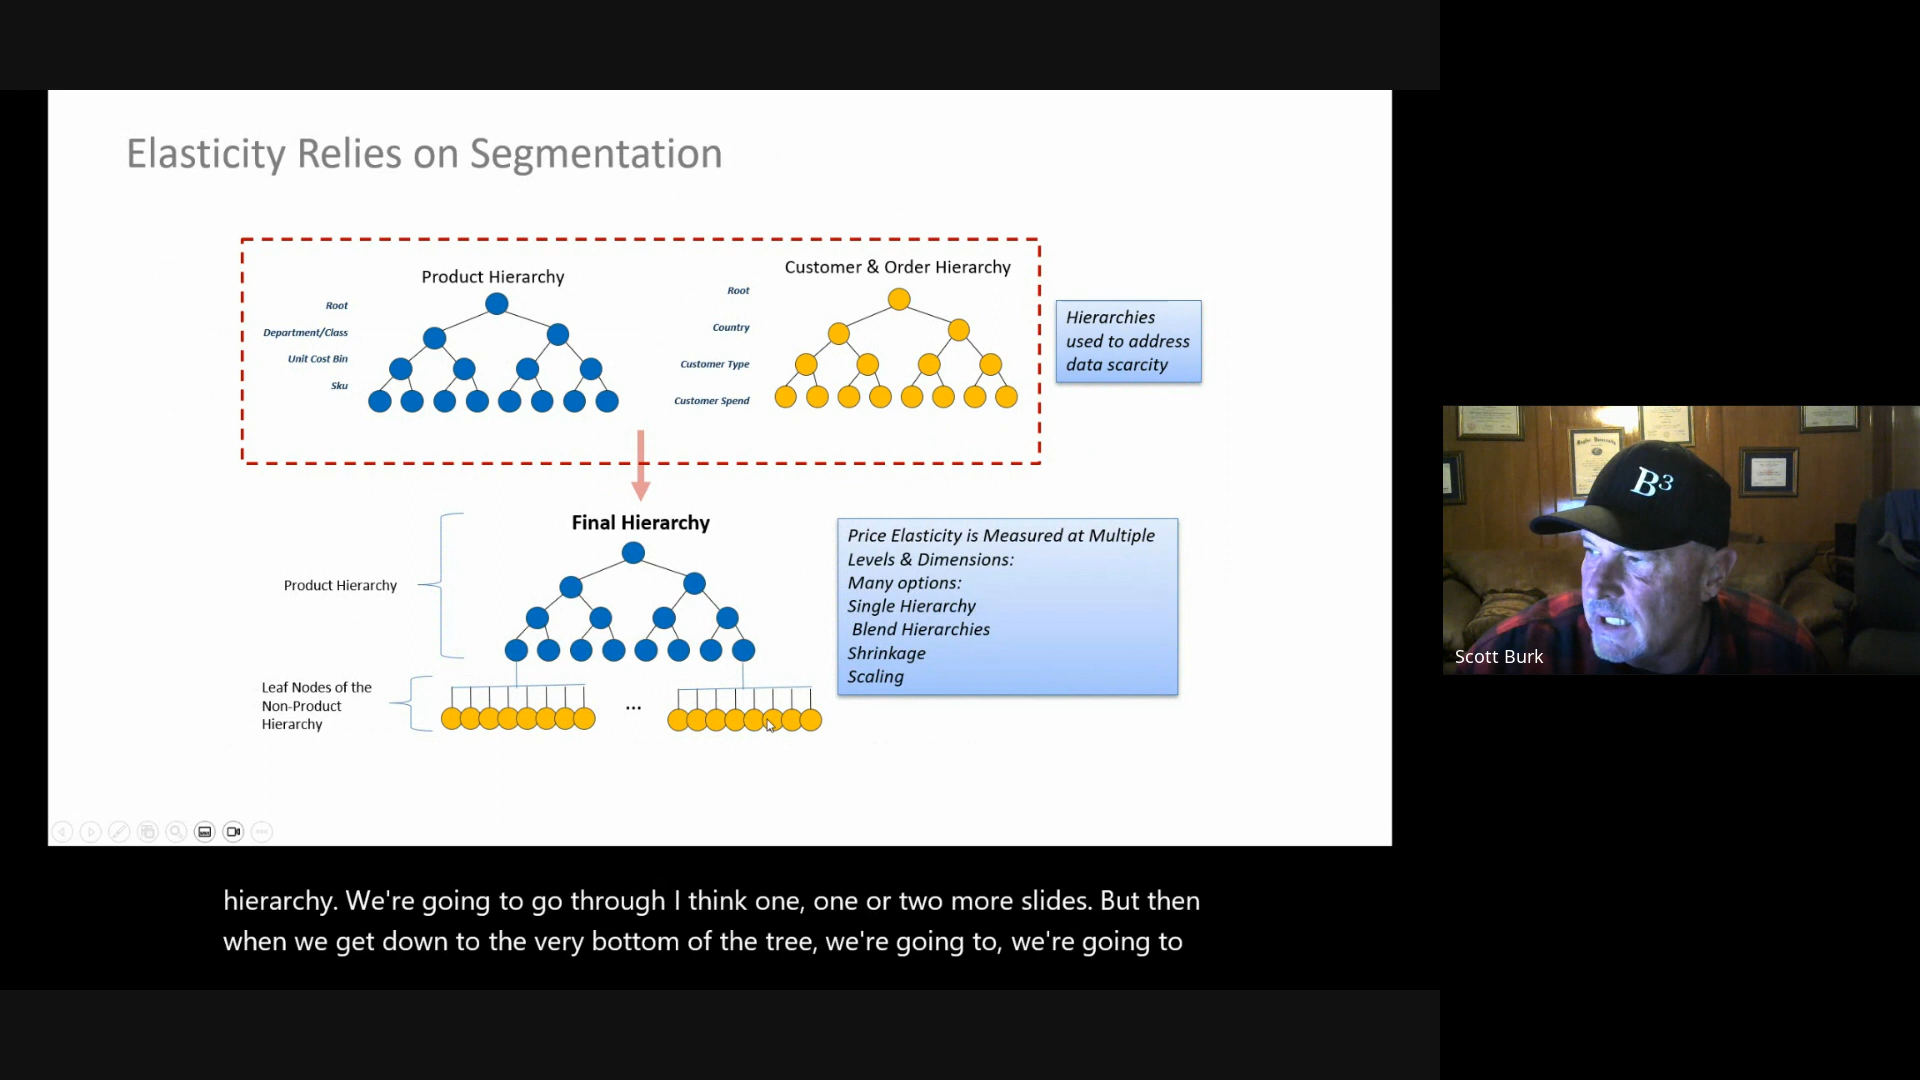 Elasticity Relies on Segmentation
Product Hierarchy
Root
Department/Class
Unit Cost Bin
Sku
Customer & Order Hierarchy
Root
Country
Customer Type
Customer Spend
Hierarchies
used to address
data scarcity
Final Hierarchy
Product Hierarchy
Leaf Nodes of the
Non-Product
Hierarchy
...
Price Elasticity is Measured at Multiple
Levels & Dimensions:
Many options:
Single Hierarchy
Blend Hierarchies
Shrinkage
Scaling
B³
Scott Burk
hierarchy. We're going to go through I think one, one or two more slides. But then
when we get down to the very bottom of the tree, we're going to, we're going to